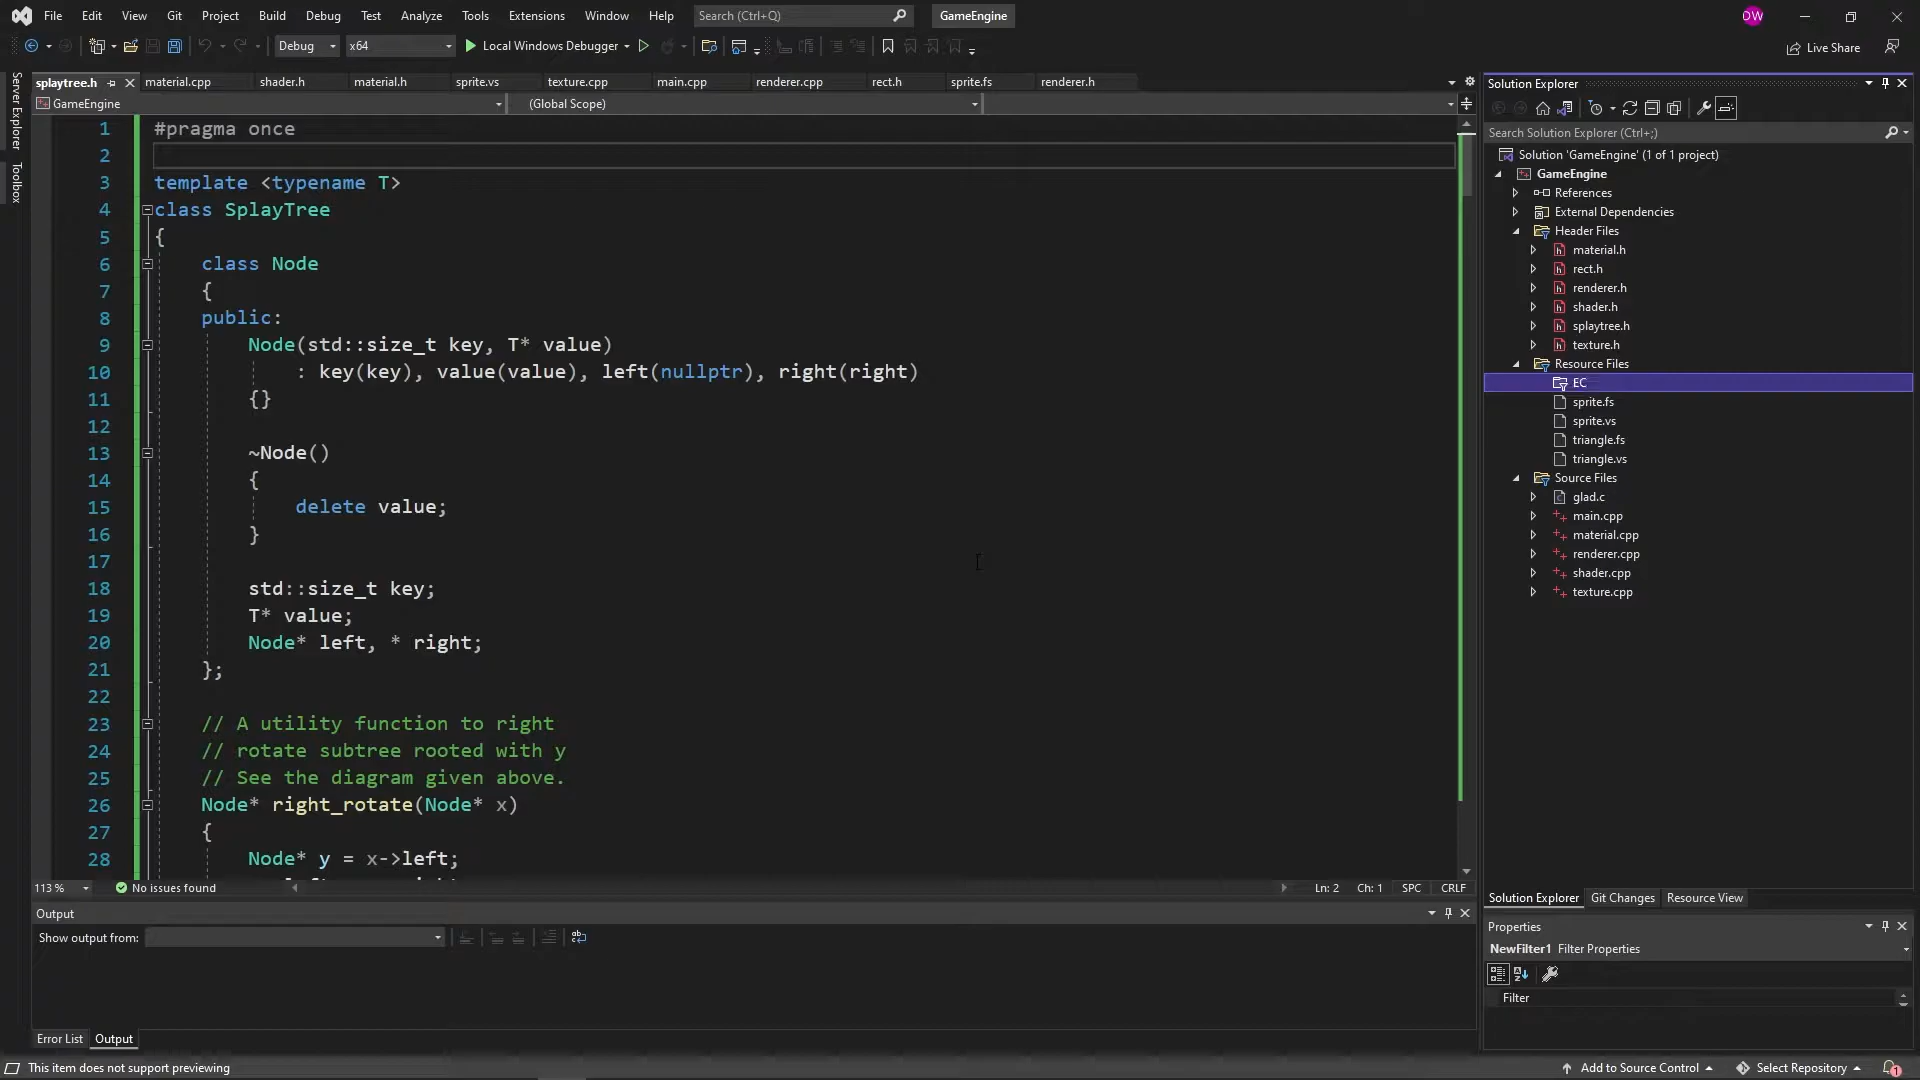 File Edit View Git Project Build Debug Test Analyze Tools Extensions Window Help Search (Ctrl+Q) GameEngine DW
Debug x64 Local Windows Debugger Live Share
Server Explorer
Toolbox
splaytree.h material.cpp shader.h material.h sprite.vs texture.cpp main.cpp renderer.cpp rect.h sprite.fs renderer.h
GameEngine (Global Scope)
1 #pragma once
2
3 template <typename T>
4 class SplayTree
5 {
6 class Node
7 {
8 public:
9 Node(std::size_t key, T* value)
10 : key(key), value(value), left(nullptr), right(right)
11 {}
12
13 ~Node()
14 {
15 delete value;
16 }
17
18 std::size_t key;
19 T* value;
20 Node* left, * right;
21 };
22
23 // A utility function to right
24 // rotate subtree rooted with y
25 // See the diagram given above.
26 Node* right_rotate(Node* x)
27 {
28 Node* y = x->left;
113 % No issues found Ln: 2 Ch: 1 SPC CRLF
Output
Show output from:
Error List Output
Solution Explorer
Search Solution Explorer (Ctrl+;)
Solution 'GameEngine' (1 of 1 project)
GameEngine
References
External Dependencies
Header Files
material.h
rect.h
renderer.h
shader.h
splaytree.h
texture.h
Resource Files
EC
sprite.fs
sprite.vs
triangle.fs
triangle.vs
Source Files
glad.c
main.cpp
material.cpp
renderer.cpp
shader.cpp
texture.cpp
Solution Explorer Git Changes Resource View
Properties
NewFilter1 Filter Properties
Filter
This item does not support previewing Add to Source Control Select Repository 1